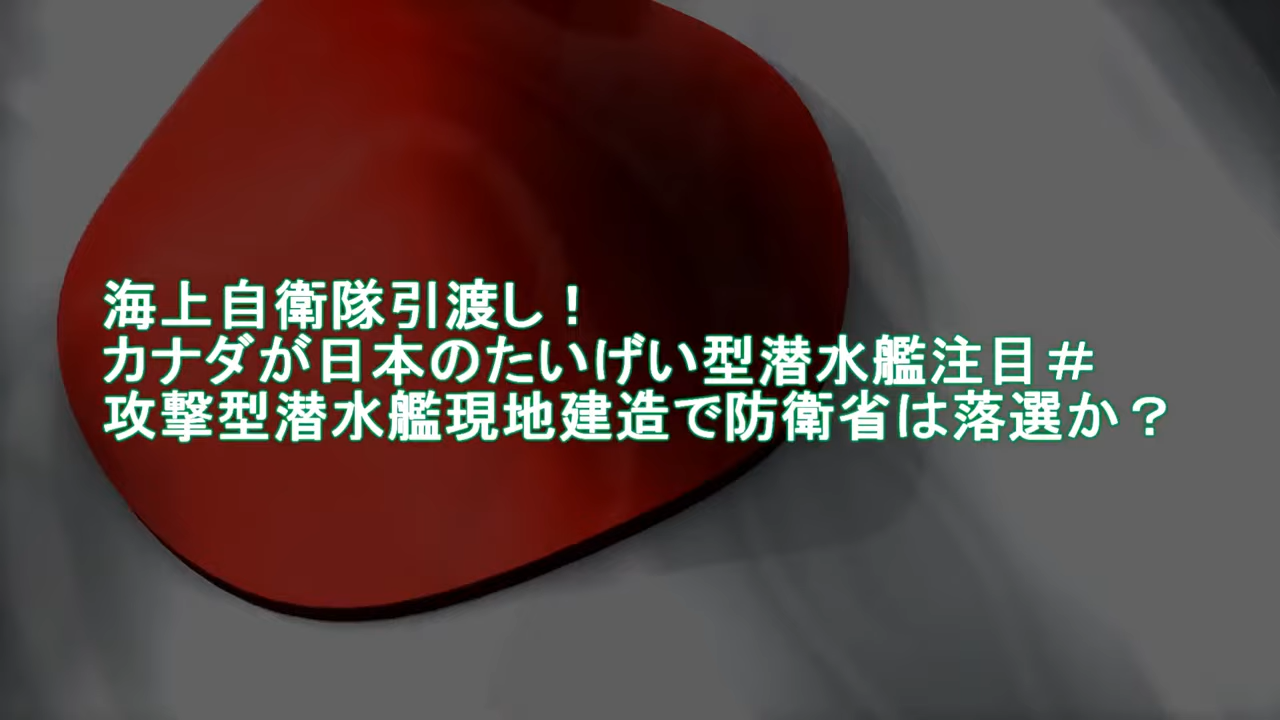 海上自衛隊引渡し！
カナダが日本のたいげい型潜水艦注目＃
攻撃型潜水艦現地建造で防衛省は落選か？